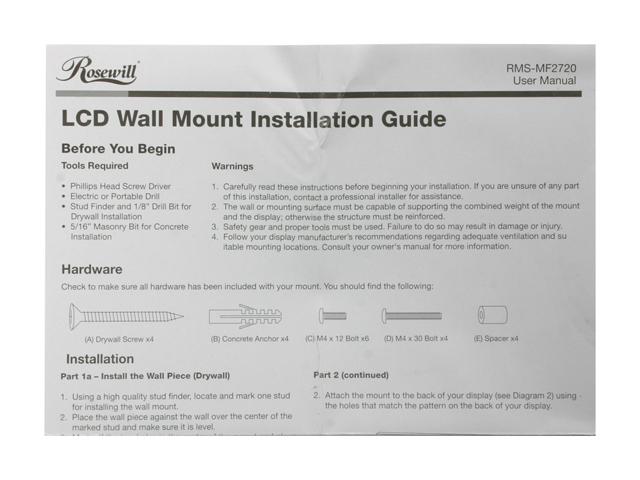 Rosewill
RMS-MF2720
User Manual
LCD Wall Mount Installation Guide
Before You Begin
Tools Required
• Phillips Head Screw Driver
• Electric or Portable Drill
• Stud Finder and 1/8" Drill Bit for
Drywall Installation
• 5/16" Masonry Bit for Concrete
Installation
Warnings
1. Carefully read these instructions before beginning your installation. If you are unsure of any part
of this installation, contact a professional installer for assistance.
2. The wall or mounting surface must be capable of supporting the combined weight of the mount
and the display; otherwise the structure must be reinforced.
3. Safety gear and proper tools must be used. Failure to do so may result in damage or injury.
4. Follow your display manufacturer's recommendations regarding adequate ventilation and su
itable mounting locations. Consult your owner's manual for more information.
Hardware
Check to make sure all hardware has been included with your mount. You should find the following:
(A) Drywall Screw x4
(B) Concrete Anchor x4
(C) M4 x 12 Bolt x6
(D) M4 x 30 Bolt x4
(E) Spacer x4
Installation
Part 1a – Install the Wall Piece (Drywall)
1. Using a high quality stud finder, locate and mark one stud
for installing the wall mount.
2. Place the wall piece against the wall over the center of the
marked stud and make sure it is level.
Part 2 (continued)
2. Attach the mount to the back of your display (see Diagram 2) using
the holes that match the pattern on the back of your display.